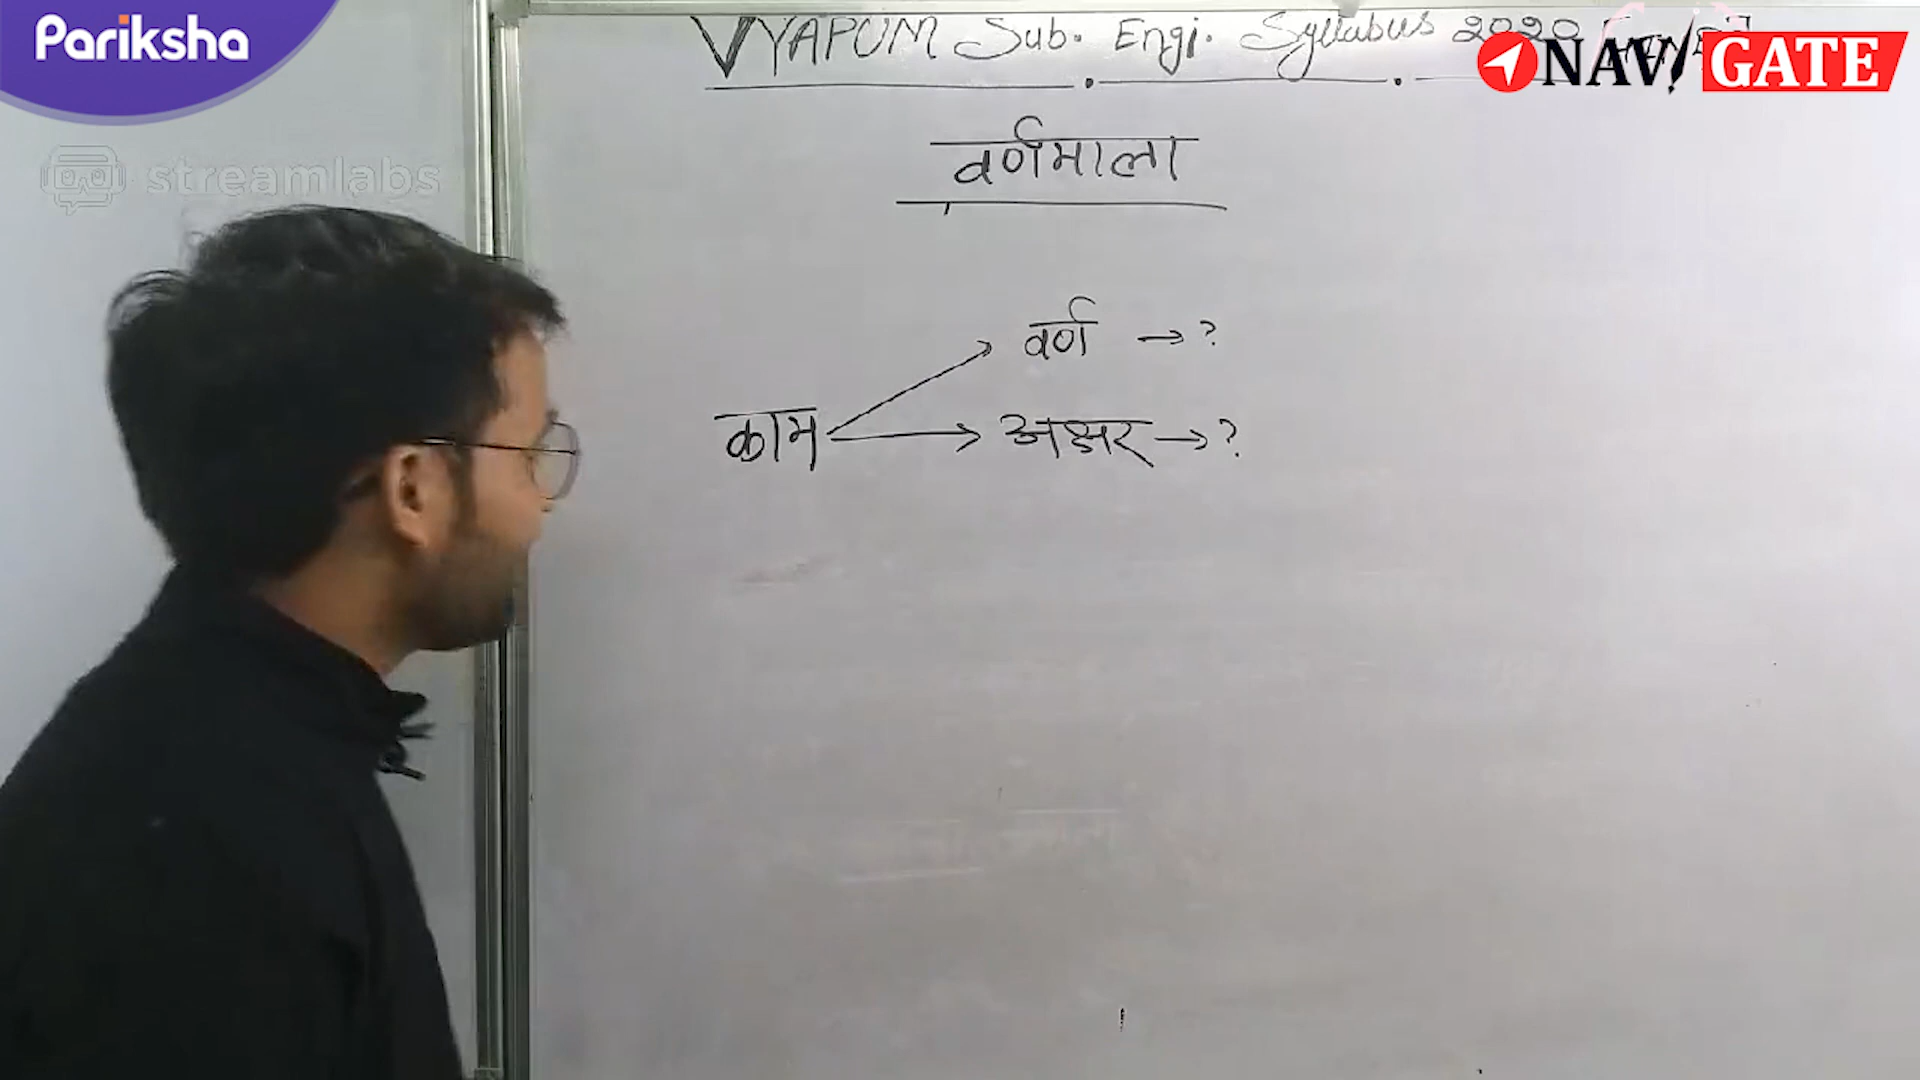 Pariksha
VYAPUM Sub. Engi. Syllabus 2020
NAVIGATE
streamlabs
वर्णमाला
वर्ण → ?
काम → अक्षर → ?